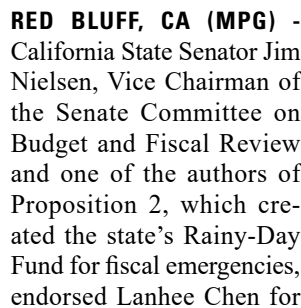 RED BLUFF, CA (MPG) -
California State Senator Jim
Nielsen, Vice Chairman of
the Senate Committee on
Budget and Fiscal Review
and one of the authors of
Proposition 2, which cre-
ated the state’s Rainy-Day
Fund for fiscal emergencies,
endorsed Lanhee Chen for